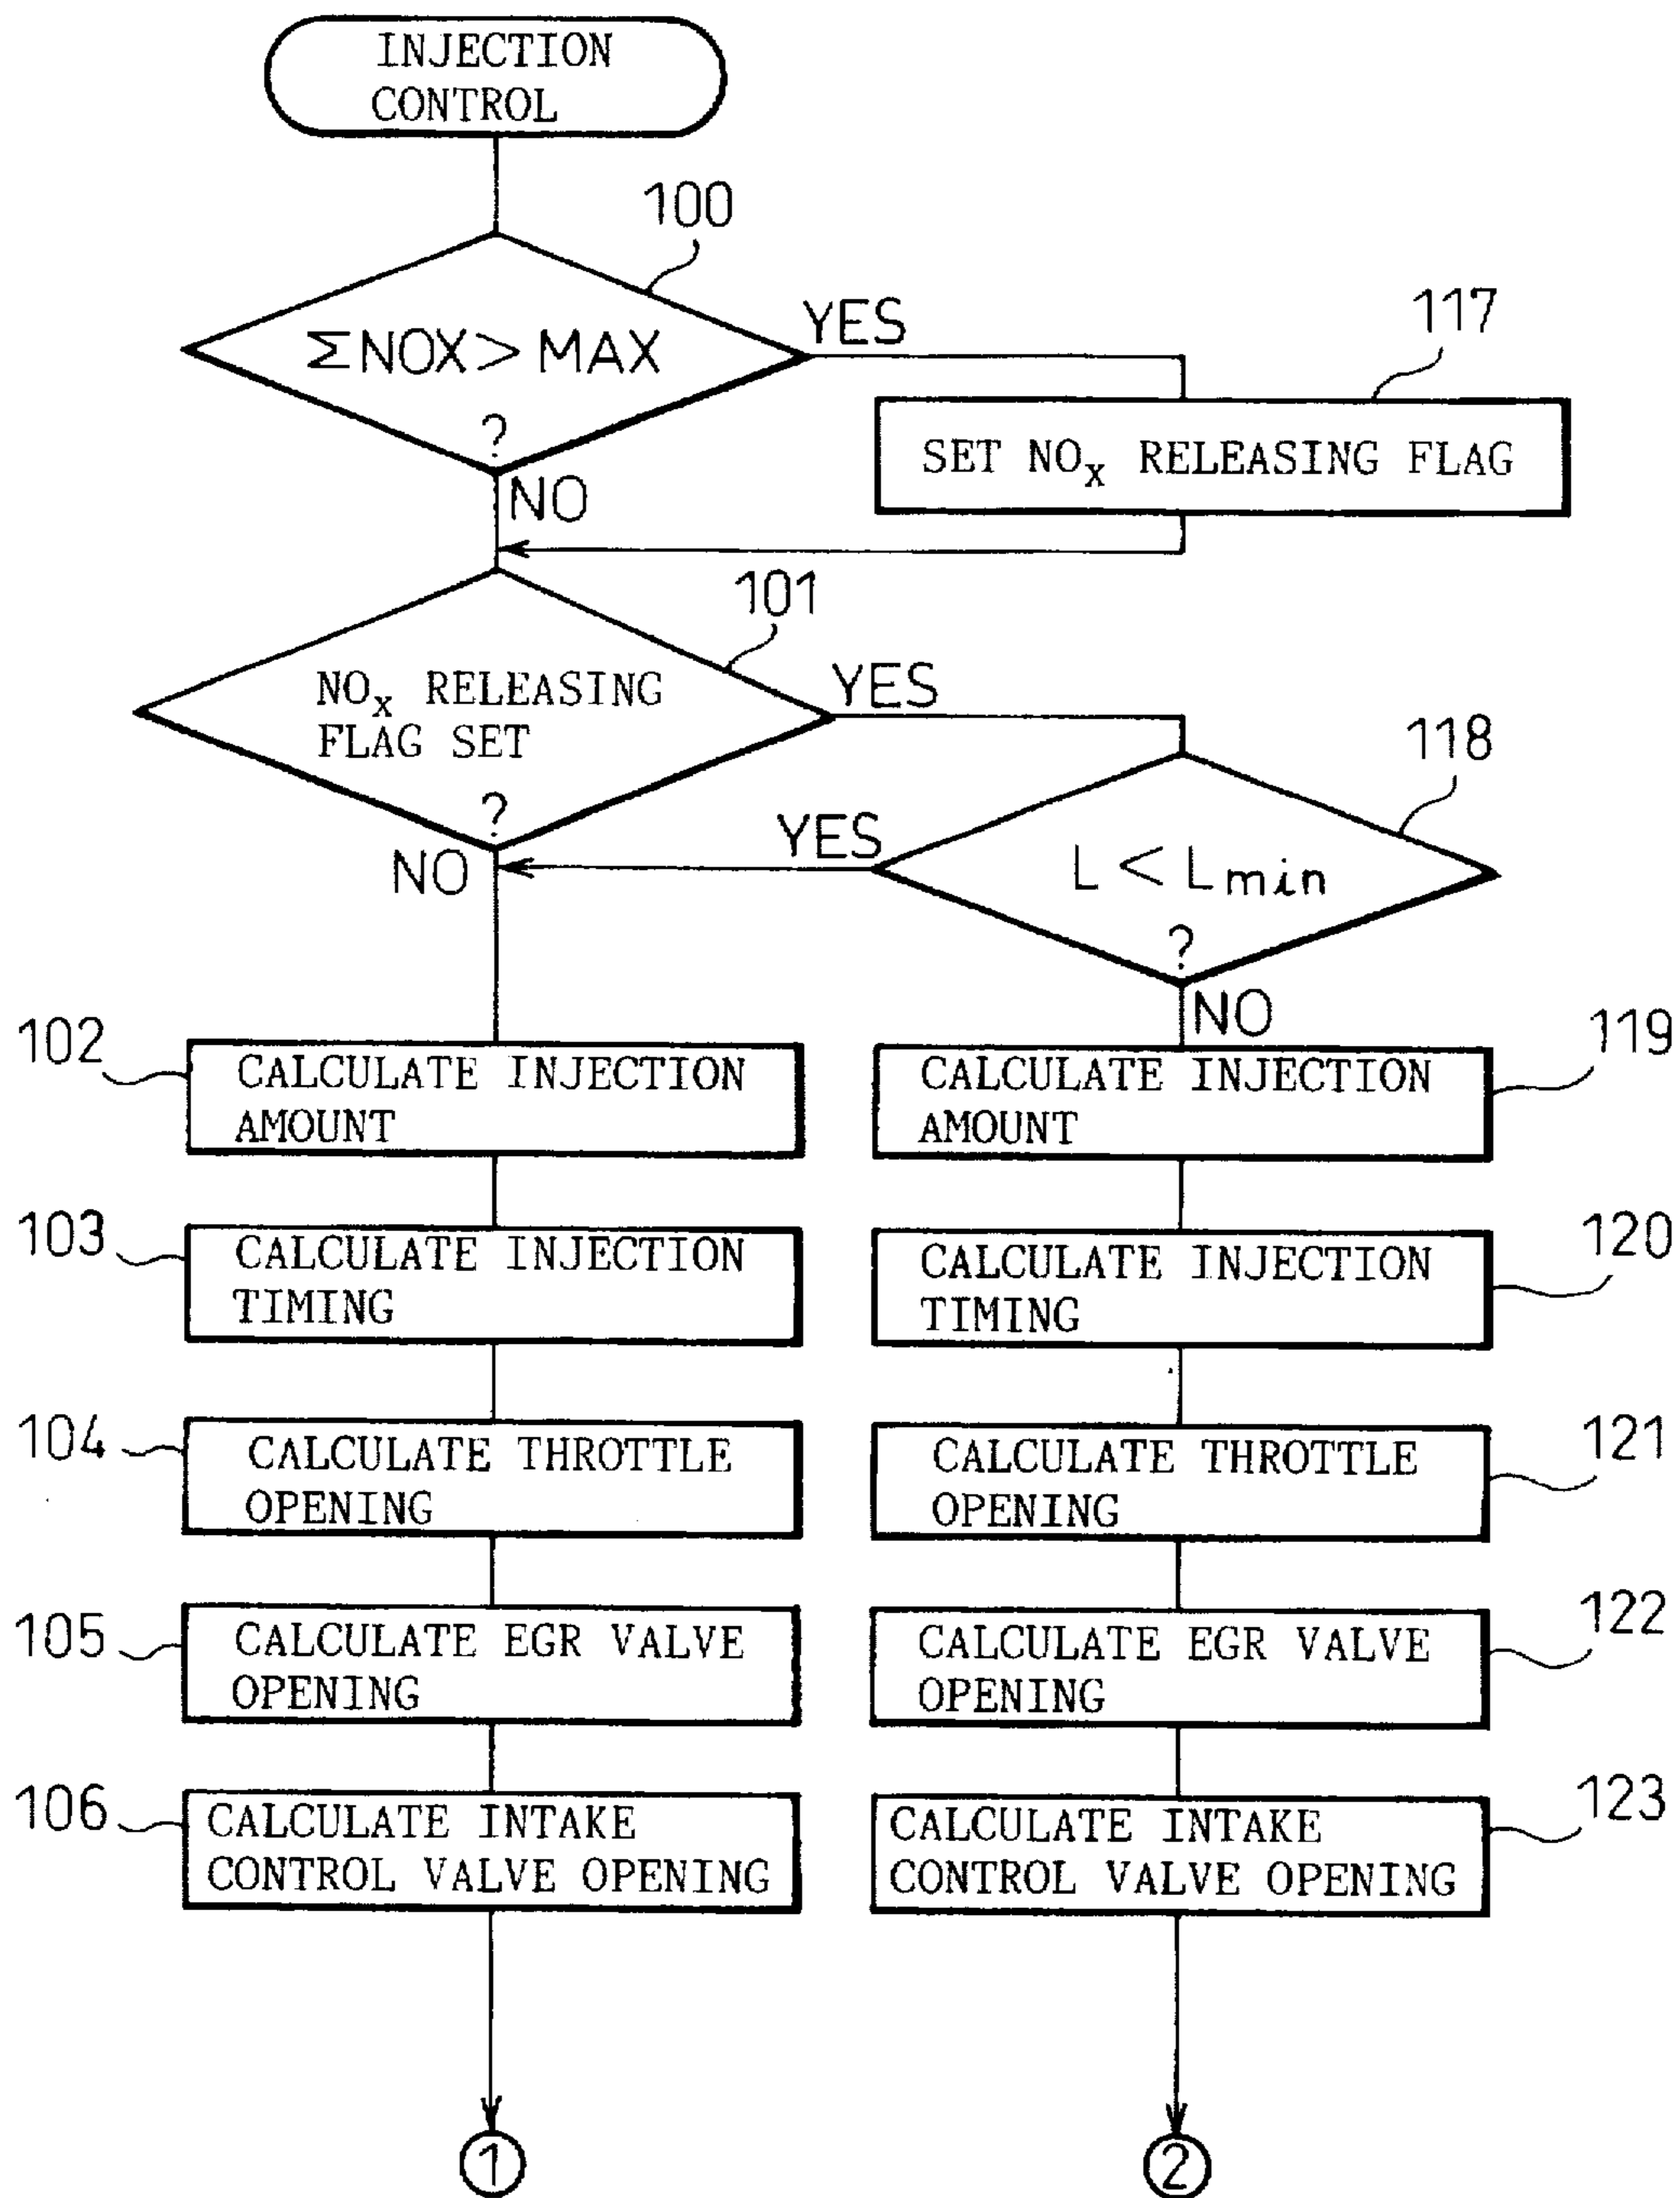 INJECTION
CONTROL
100
ΣNOX > MAX
?
YES
NO
117
SET NOx RELEASING FLAG
101
NOx RELEASING
FLAG SET
?
YES
NO
118
L < Lmin
?
YES
NO
102
CALCULATE INJECTION
AMOUNT
119
CALCULATE INJECTION
AMOUNT
103
CALCULATE INJECTION
TIMING
120
CALCULATE INJECTION
TIMING
104
CALCULATE THROTTLE
OPENING
121
CALCULATE THROTTLE
OPENING
105
CALCULATE EGR VALVE
OPENING
122
CALCULATE EGR VALVE
OPENING
106
CALCULATE INTAKE
CONTROL VALVE OPENING
123
CALCULATE INTAKE
CONTROL VALVE OPENING
1
2